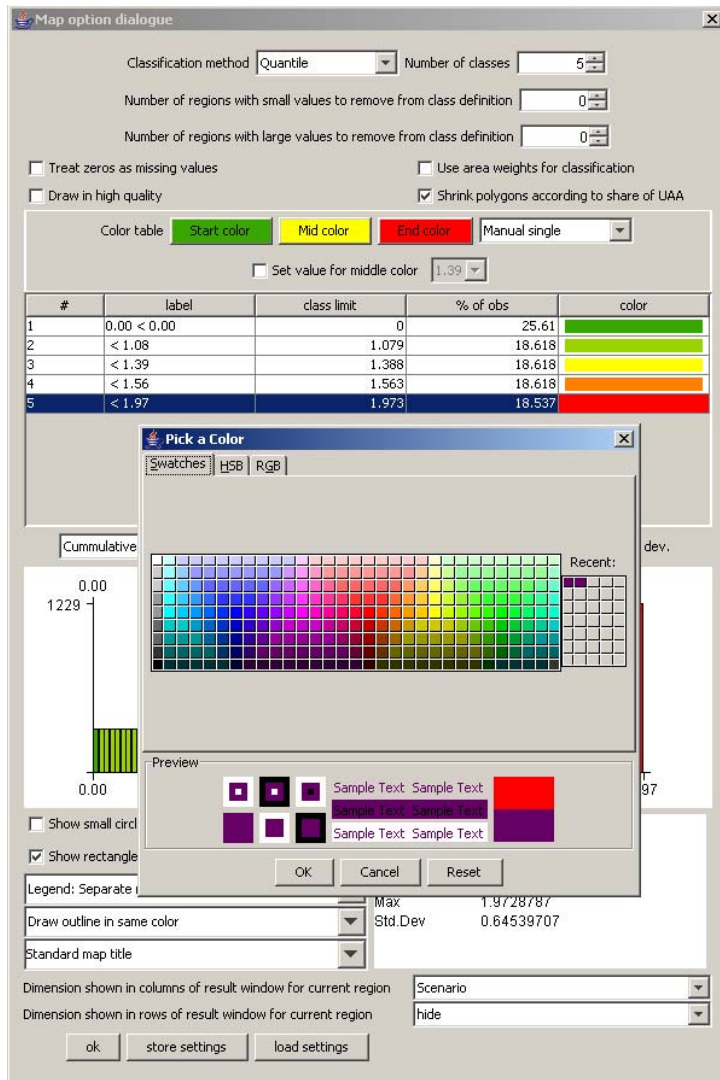 Map option dialogue
Classification method Quantile Number of classes 5
Number of regions with small values to remove from class definition 0
Number of regions with large values to remove from class definition 0
Treat zeros as missing values Use area weights for classification
Draw in high quality Shrink polygons according to share of UAA
Color table Start color Mid color End color Manual single
Set value for middle color 1.39
# label class limit % of obs color
1 0.00 < 0.00 0 25.61
2 < 1.08 1.079 18.618
3 < 1.39 1.388 18.618
4 < 1.56 1.563 18.618
5 < 1.97 1.973 18.537
Pick a Color
Swatches HSB RGB
Cummulative dev.
Recent:
0.00
1229
Preview
Sample Text Sample Text
Sample Text Sample Text
Sample Text Sample Text
0.00 97
Show small circl
Show rectangle
OK Cancel Reset
Legend: Separate
Max 1.9728787
Draw outline in same color Std.Dev 0.64539707
Standard map title
Dimension shown in columns of result window for current region Scenario
Dimension shown in rows of result window for current region hide
ok store settings load settings